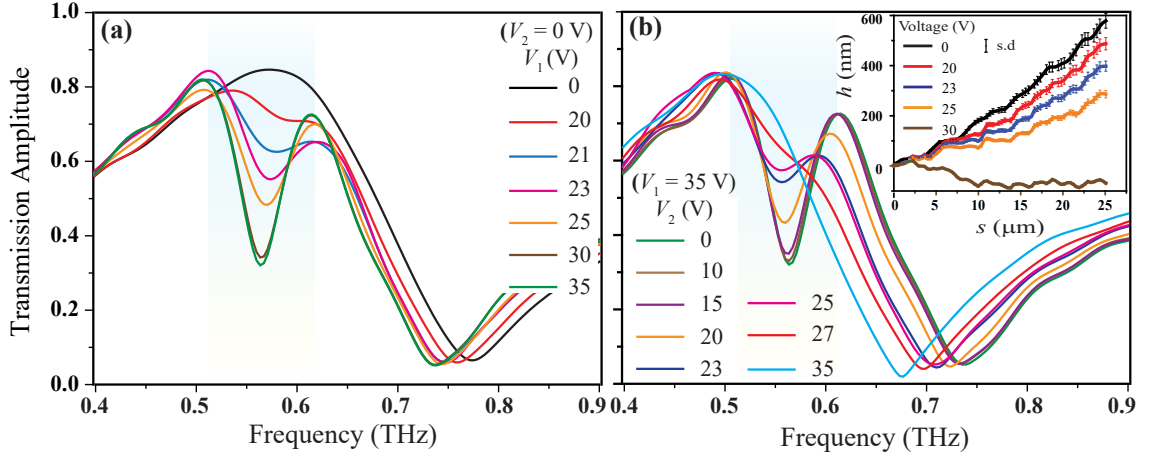 (a)
(V₂ = 0 V)
V₁ (V)
0
20
21
23
25
30
35
1.0
0.8
0.6
0.4
0.2
0.0
Transmission Amplitude
0.4 0.5 0.6 0.7 0.8 0.9
Frequency (THz)
(b)
(V₁ = 35 V)
V₂ (V)
0
10
15
20
23
25
27
35
0.4 0.5 0.6 0.7 0.8 0.9
Frequency (THz)
Voltage (V)
0
20
23
25
30
s.d
600
400
200
0
h (nm)
0 5 10 15 20 25
s (μm)